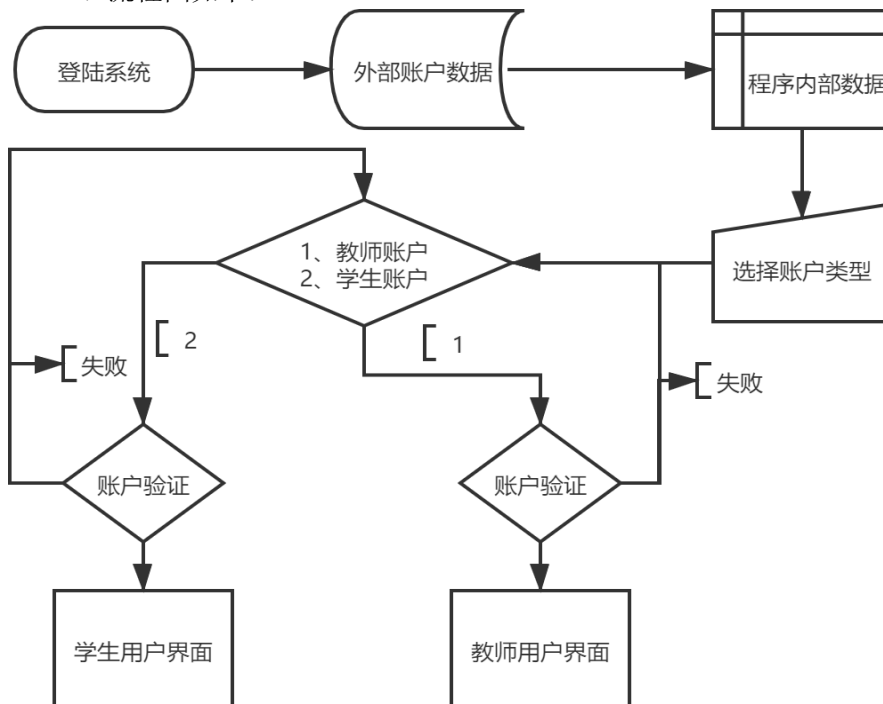 登陆系统
外部账户数据
程序内部数据
1、教师账户
2、学生账户
选择账户类型
2
1
失败
失败
账户验证
账户验证
学生用户界面
教师用户界面